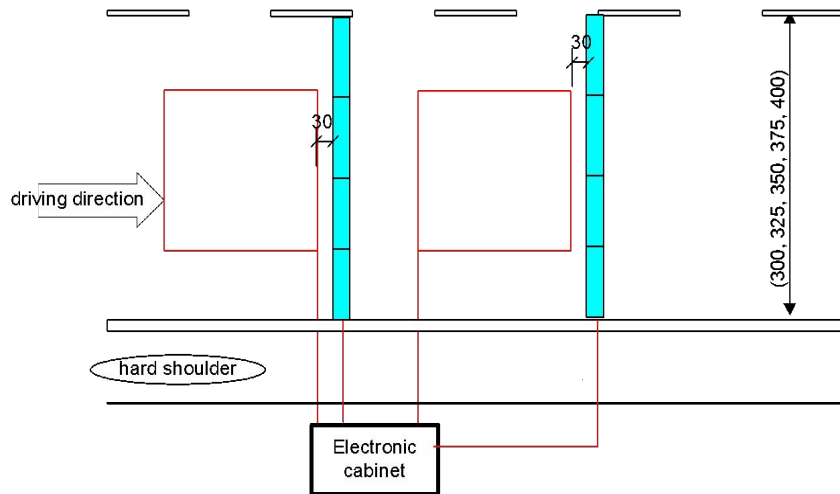 30
30
driving direction
(300, 325, 350, 375, 400)
hard shoulder
Electronic
cabinet